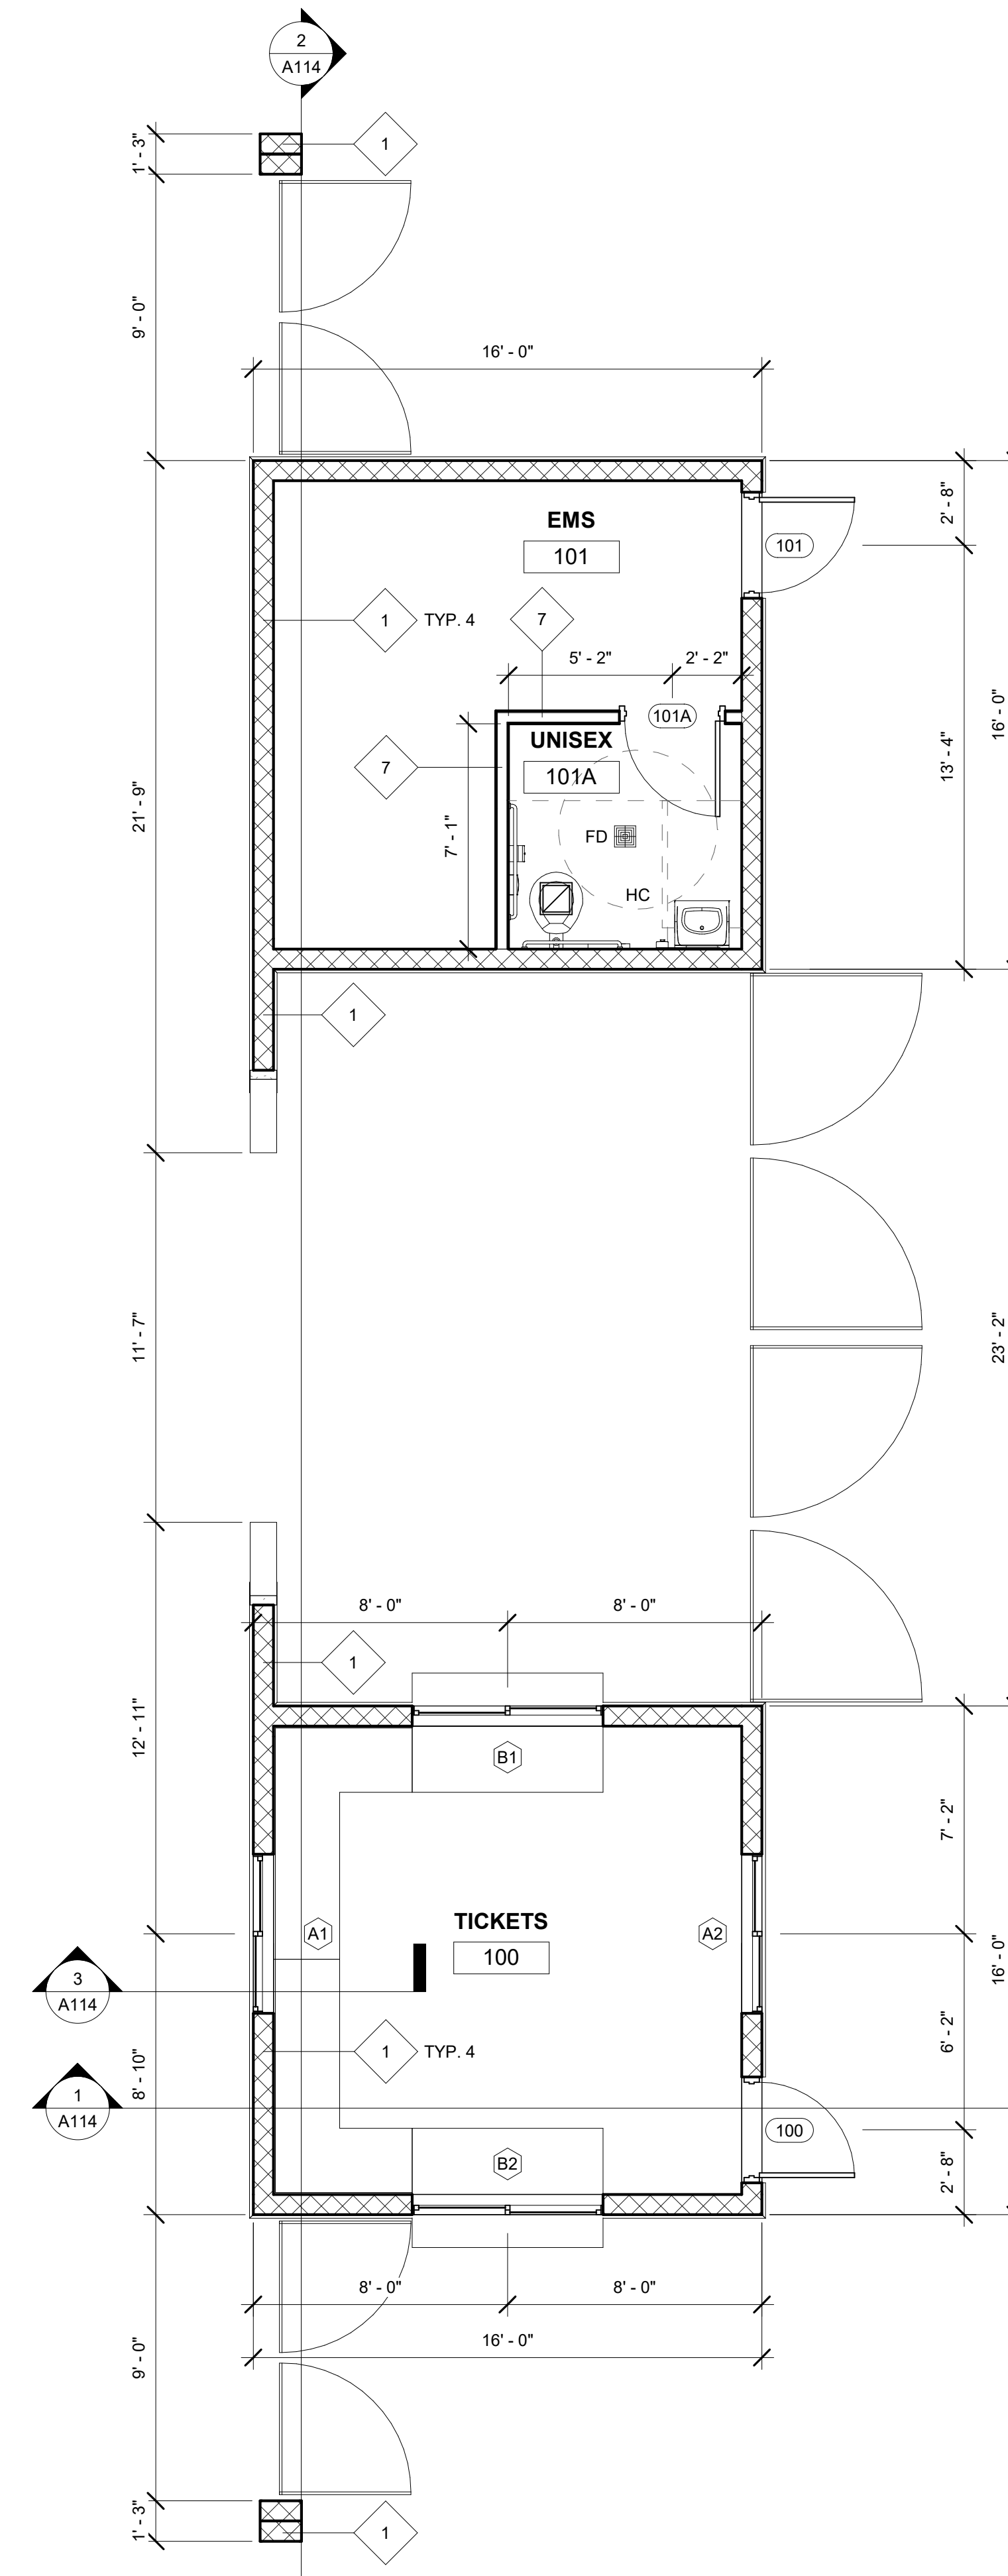 2
A114
1' - 3"
1
9' - 0"
16' - 0"
2' - 8"
EMS
101
101
1
TYP. 4
7
5' - 2"
2' - 2"
101A
16' - 0"
UNISEX
13' - 4"
7
101A
21' - 9"
7' - 1"
FD
HC
1
11' - 7"
23' - 2"
8' - 0"
8' - 0"
1
12' - 11"
B1
7' - 2"
TICKETS
A1
A2
100
16' - 0"
3
A114
6' - 2"
1
TYP. 4
8' - 10"
1
A114
100
B2
2' - 8"
8' - 0"
8' - 0"
16' - 0"
9' - 0"
1' - 3"
1